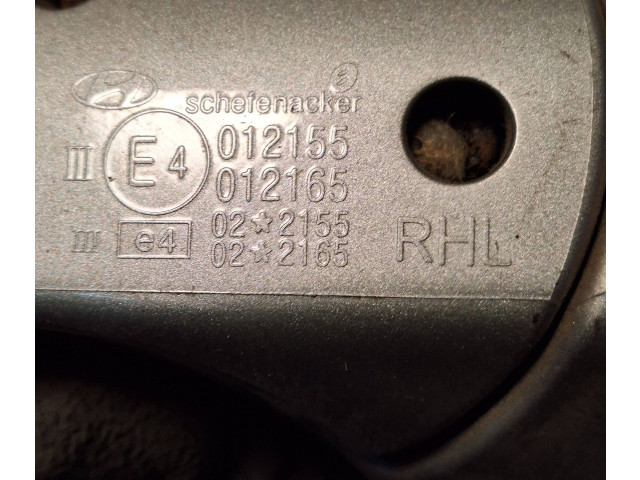 schefenacker
III E4 012155
012165
III e4 02☆2155
02☆2165
RHL